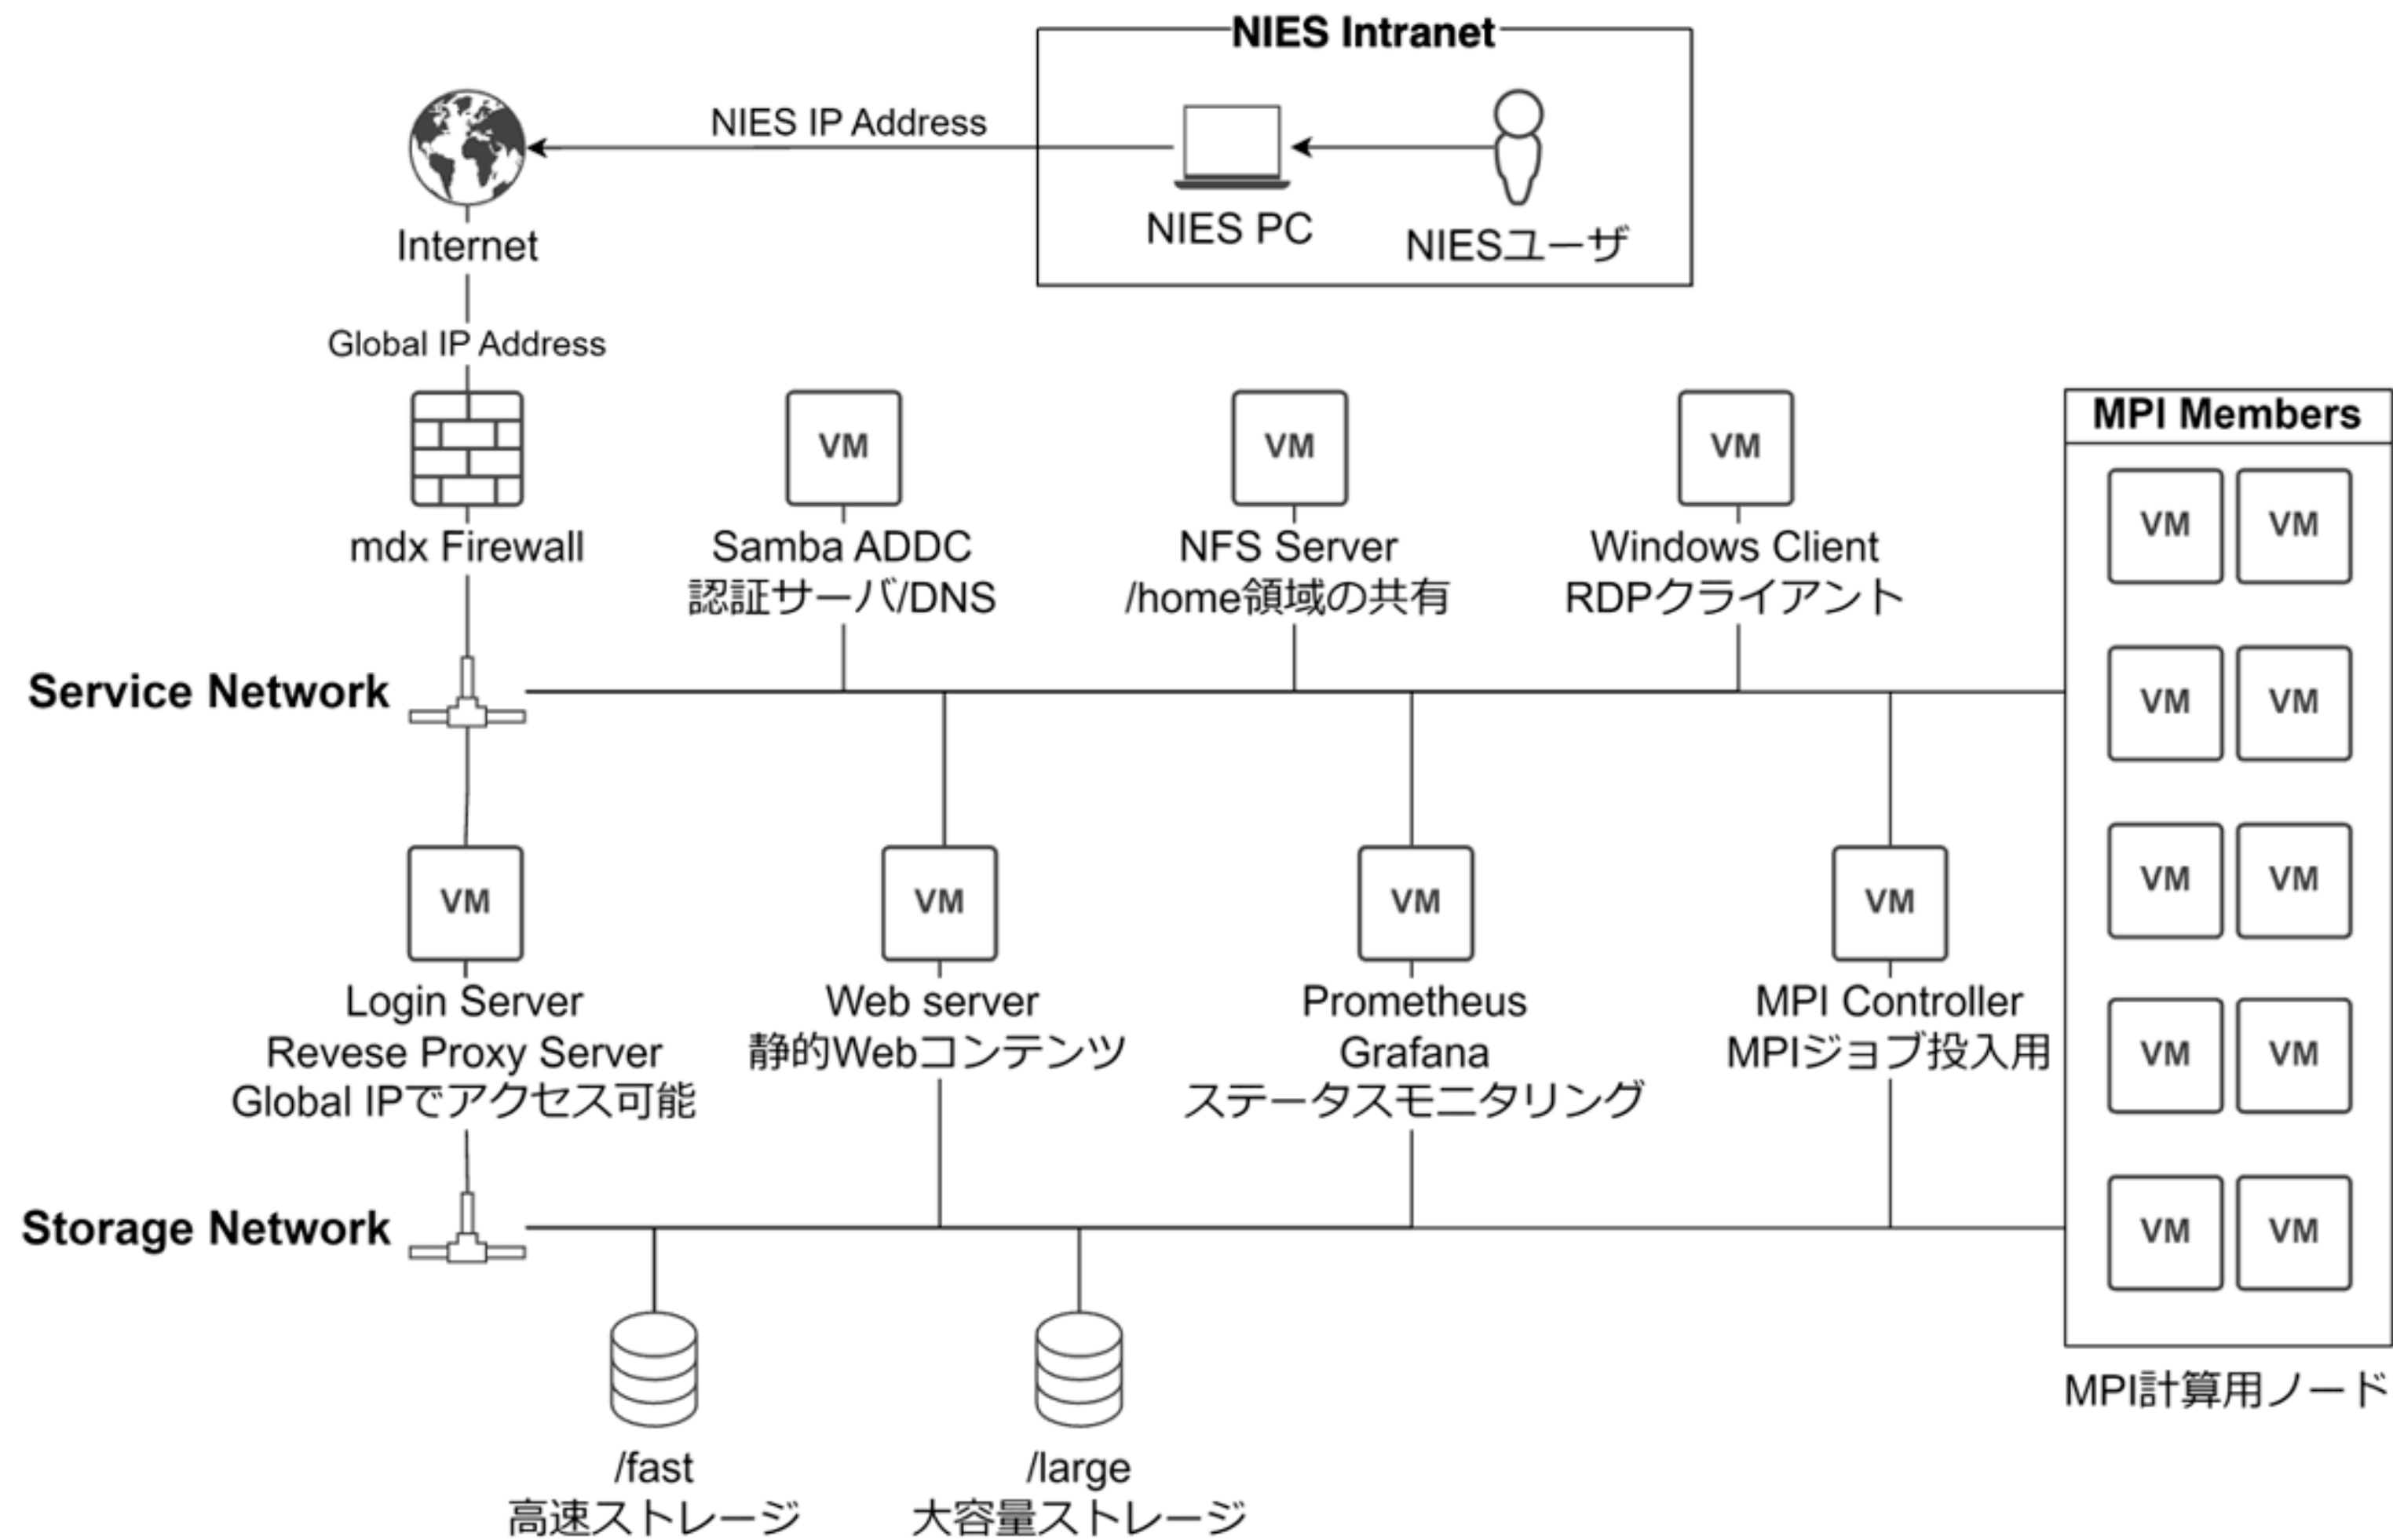 NIES Intranet
NIES IP Address
Internet
NIES PC
NIESユーザ
Global IP Address
mdx Firewall
VM
Samba ADDC
認証サーバ/DNS
VM
NFS Server
/home領域の共有
VM
Windows Client
RDPクライアント
MPI Members
VM VM
VM VM
VM VM
VM VM
VM VM
MPI計算用ノード
Service Network
VM
Login Server
Revese Proxy Server
Global IPでアクセス可能
VM
Web server
静的Webコンテンツ
VM
Prometheus
Grafana
ステータスモニタリング
VM
MPI Controller
MPIジョブ投入用
Storage Network
/fast
高速ストレージ
/large
大容量ストレージ